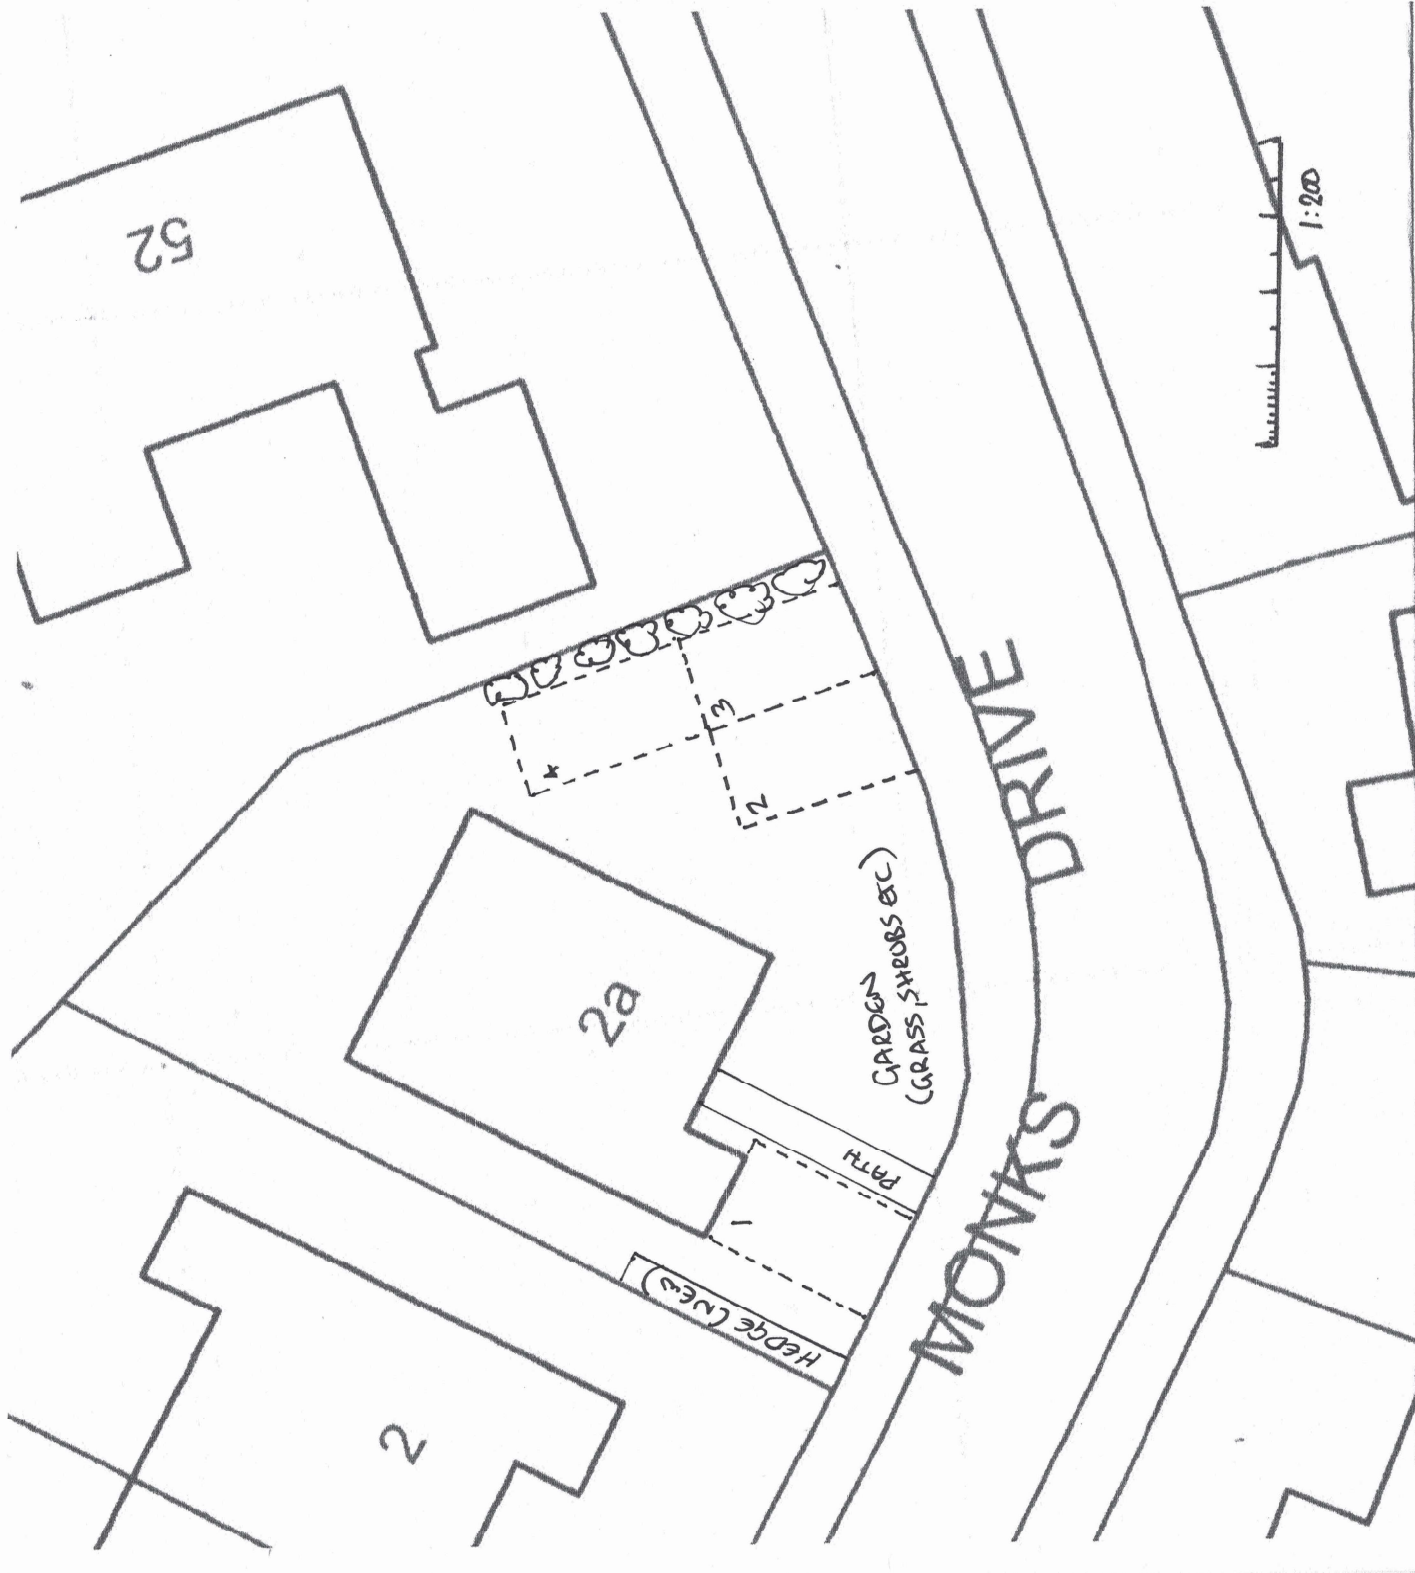 52
1:200
4
3
2
DRIVE
GARDEN
(GRASS, SHRUBS ETC)
2a
PATH
1
HEDGE (NEW)
MONKS
2